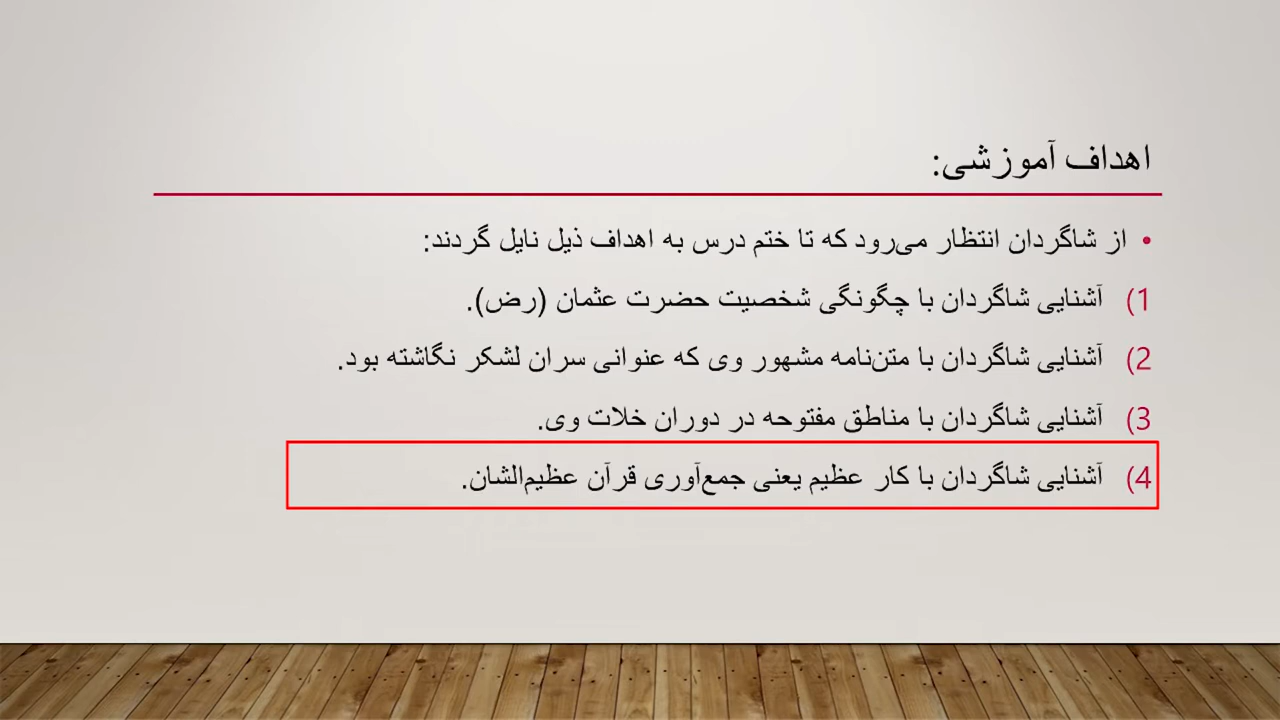 اهداف آموزشی:
• از شاگردان انتظار می‌رود که تا ختم درس به اهداف ذیل نایل گردند:
1) آشنایی شاگردان با چگونگی شخصیت حضرت عثمان (رض).
2) آشنایی شاگردان با متن‌نامه مشهور وی که عنوانی سران لشکر نگاشته بود.
3) آشنایی شاگردان با مناطق مفتوحه در دوران خلات وی.
4) آشنایی شاگردان با کار عظیم یعنی جمع‌آوری قرآن عظیم‌الشان.